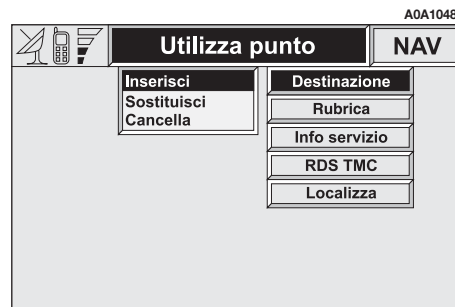 A0A1048
Utilizza punto NAV
Inserisci
Sostituisci
Cancella
Destinazione
Rubrica
Info servizio
RDS TMC
Localizza